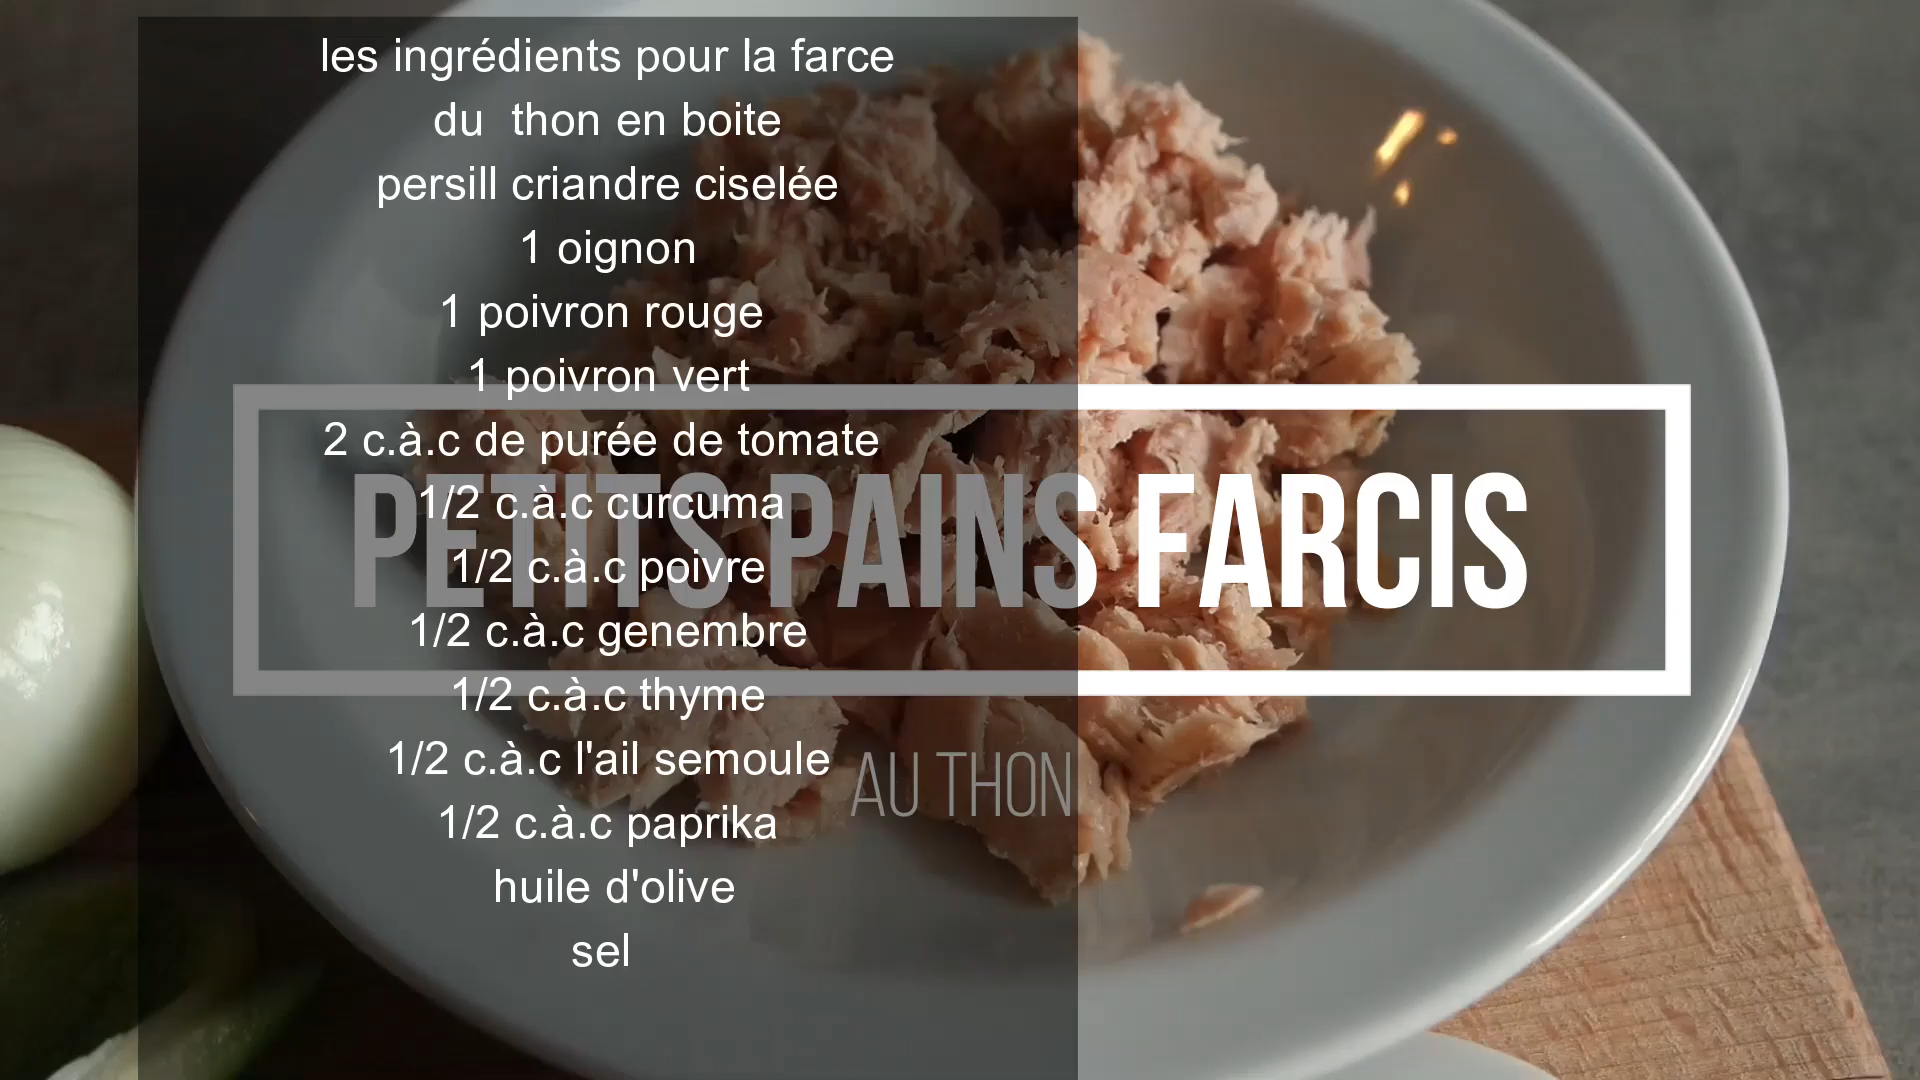 les ingrédients pour la farce
du  thon en boite
persill criandre ciselée
1 oignon
1 poivron rouge
1 poivron vert
2 c.à.c de purée de tomate
1/2 c.à.c curcuma
1/2 c.à.c poivre
1/2 c.à.c genembre
1/2 c.à.c thyme
1/2 c.à.c l'ail semoule
1/2 c.à.c paprika
huile d'olive
sel
PETITS PAINS FARCIS
AU THON